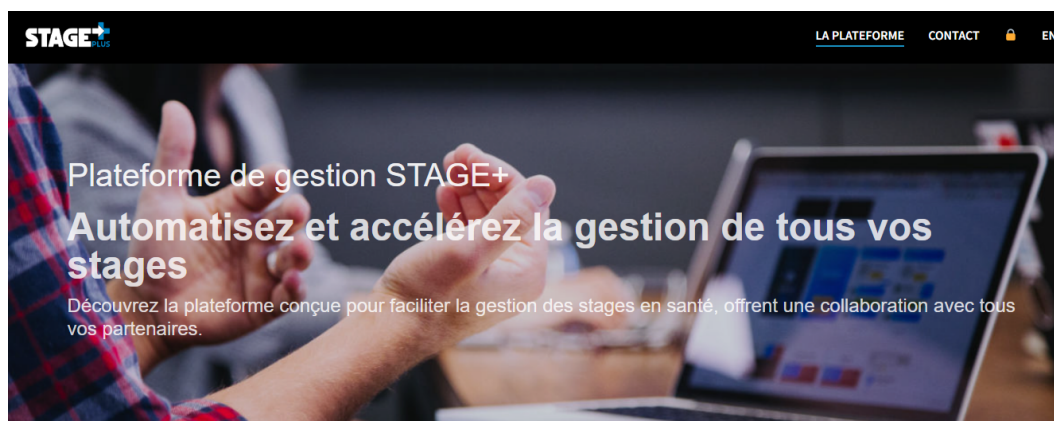 STAGE+
PLUS
LA PLATEFORME
CONTACT
EN
Plateforme de gestion STAGE+
Automatisez et accélérez la gestion de tous vos
stages
Découvrez la plateforme conçue pour faciliter la gestion des stages en santé, offrent une collaboration avec tous
vos partenaires.